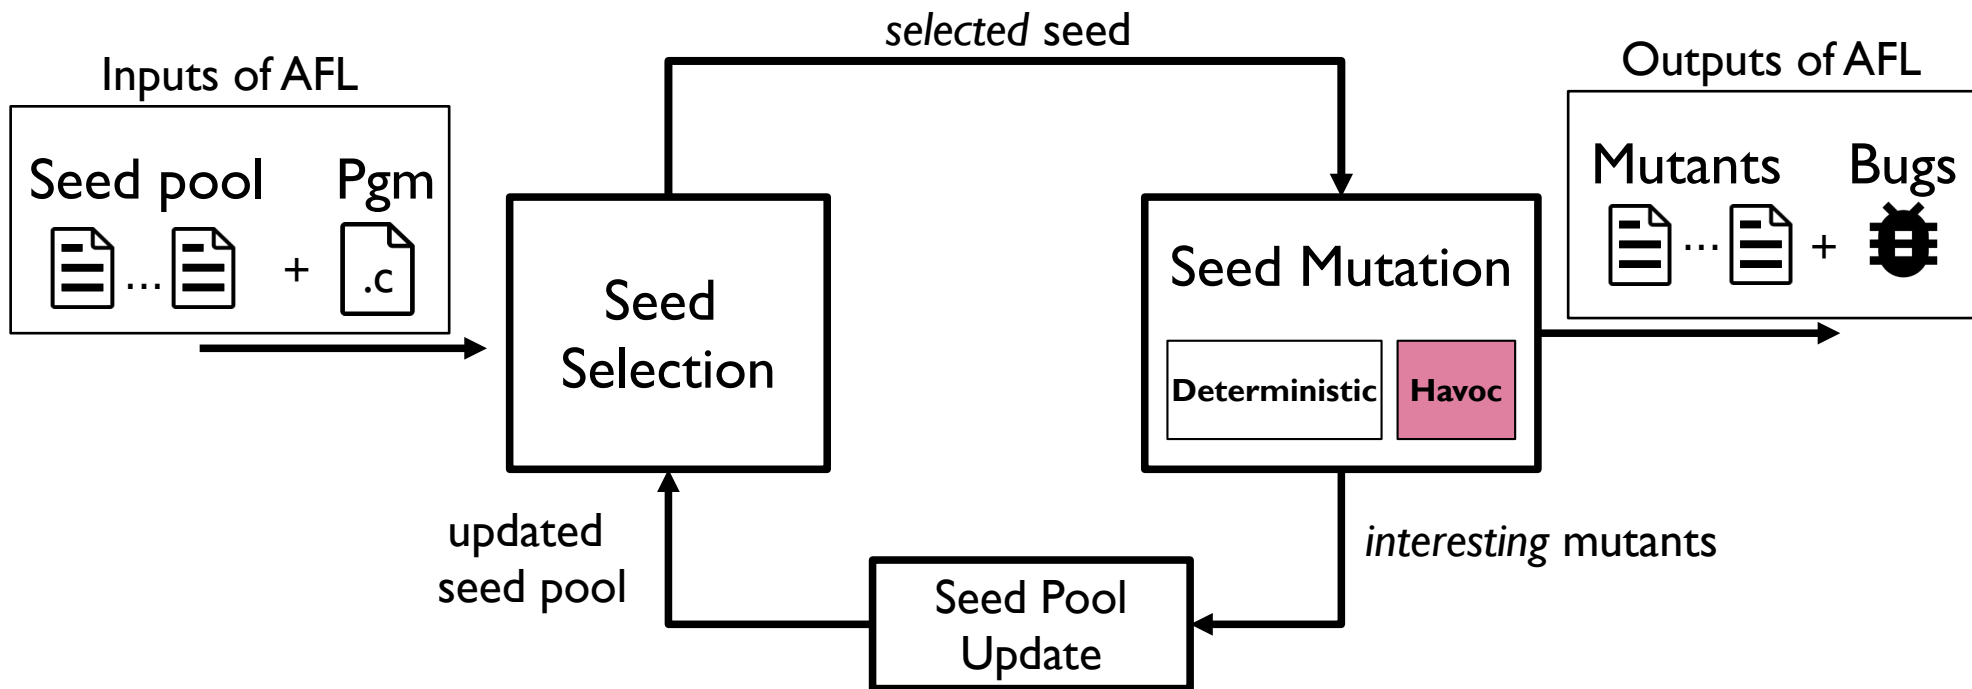 selected seed
Inputs of AFL
Outputs of AFL
Seed pool
Pgm
Mutants
Bugs
... + .c
... +
Seed
Selection
Seed Mutation
Deterministic
Havoc
updated
seed pool
interesting mutants
Seed Pool
Update